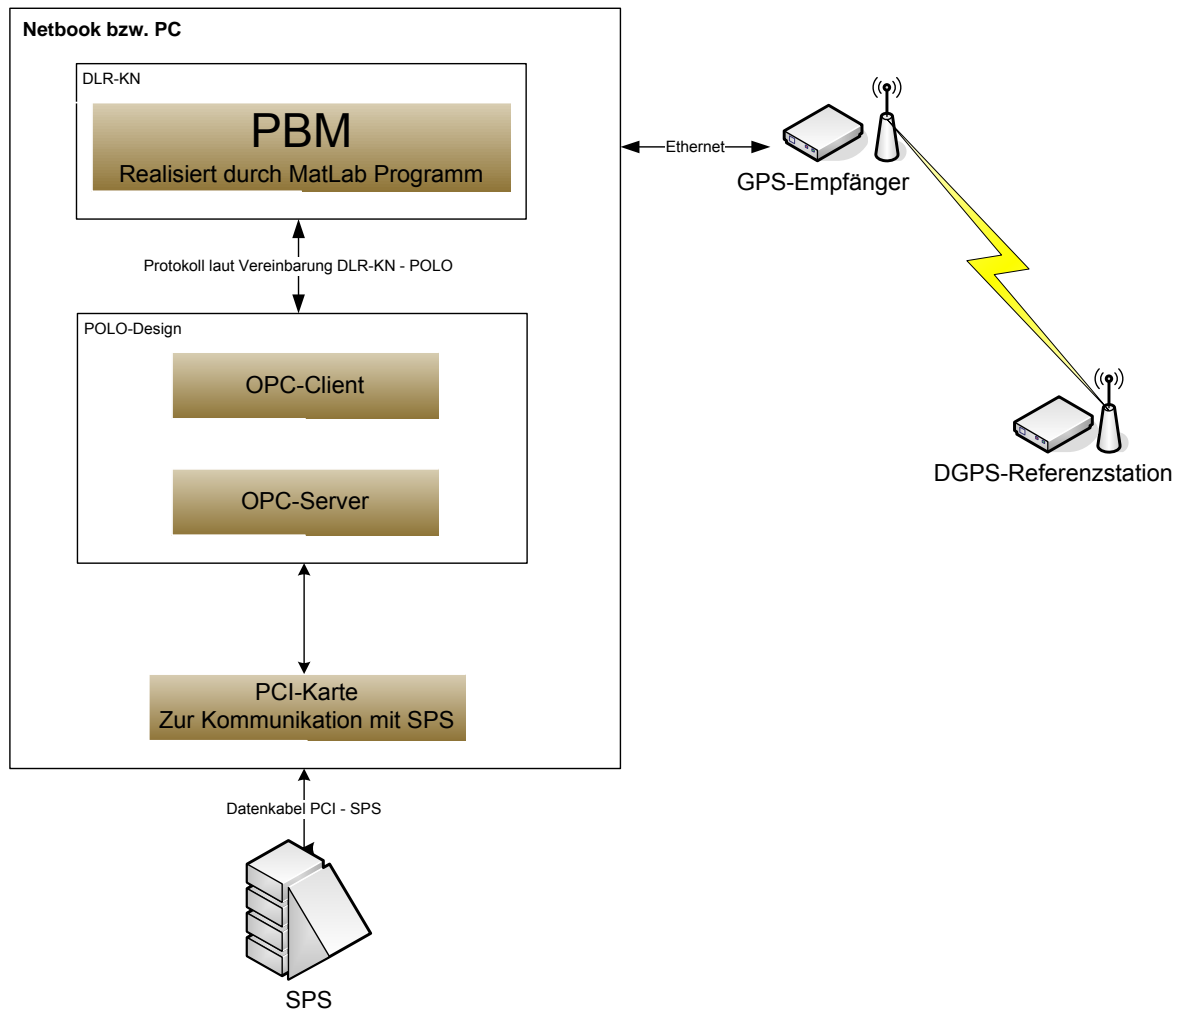 Netbook bzw. PC
DLR-KN
PBM
Realisiert durch MatLab Programm
Ethernet
GPS-Empfänger
Protokoll laut Vereinbarung DLR-KN - POLO
POLO-Design
OPC-Client
OPC-Server
DGPS-Referenzstation
PCI-Karte
Zur Kommunikation mit SPS
Datenkabel PCI - SPS
SPS